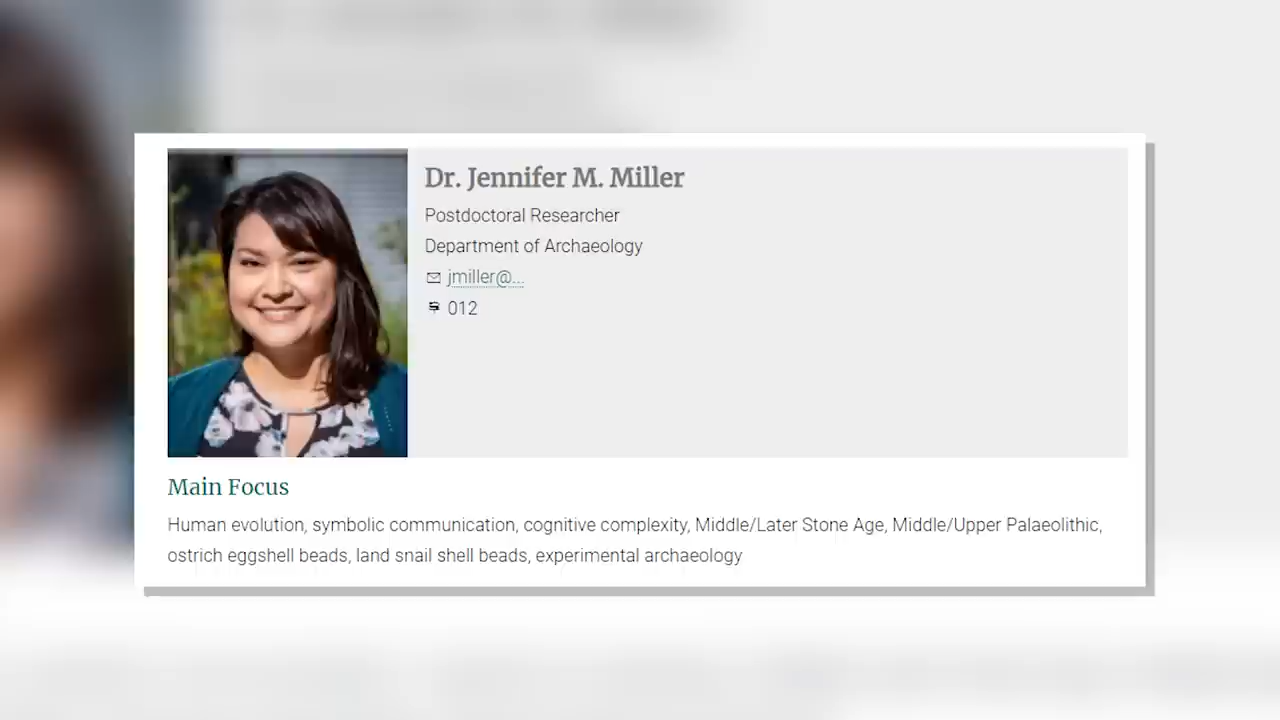 Dr. Jennifer M. Miller
Postdoctoral Researcher
Department of Archaeology
jmiller@...
012
Main Focus
Human evolution, symbolic communication, cognitive complexity, Middle/Later Stone Age, Middle/Upper Palaeolithic,
ostrich eggshell beads, land snail shell beads, experimental archaeology